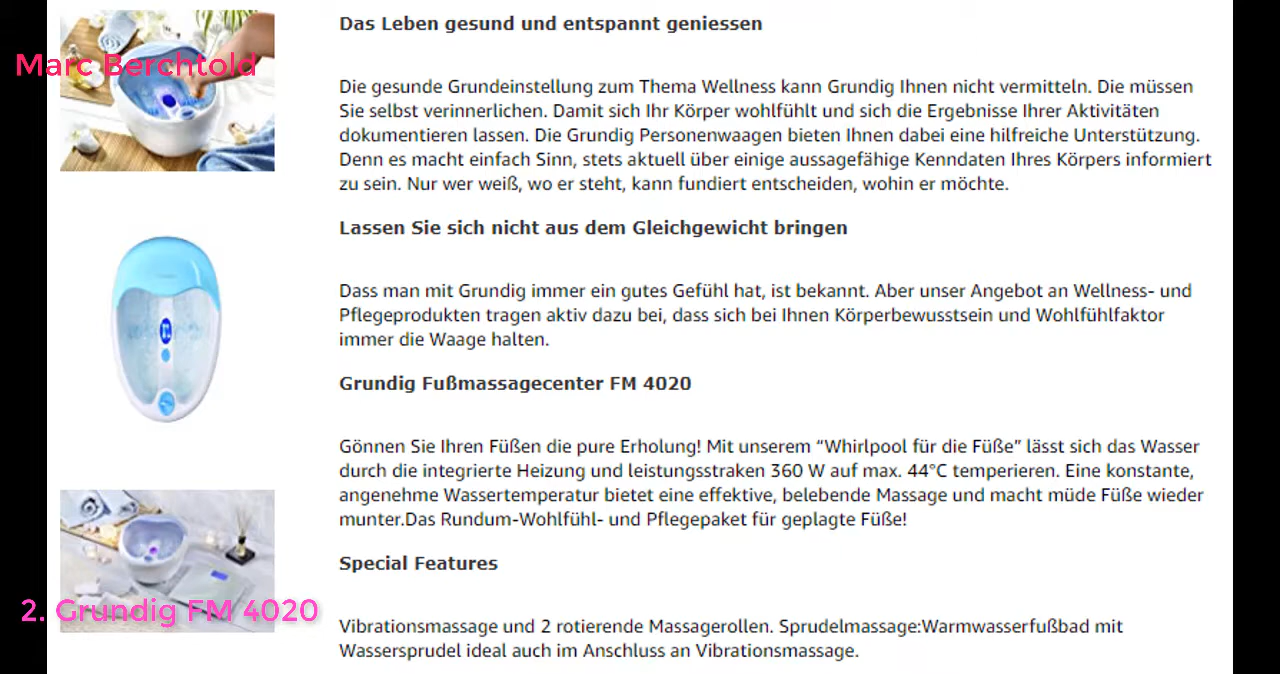 Das Leben gesund und entspannt geniessen
Marc Berchtold
Die gesunde Grundeinstellung zum Thema Wellness kann Grundig Ihnen nicht vermitteln. Die müssen
Sie selbst verinnerlichen. Damit sich Ihr Körper wohlfühlt und sich die Ergebnisse Ihrer Aktivitäten
dokumentieren lassen. Die Grundig Personenwaagen bieten Ihnen dabei eine hilfreiche Unterstützung.
Denn es macht einfach Sinn, stets aktuell über einige aussagefähige Kenndaten Ihres Körpers informiert
zu sein. Nur wer weiß, wo er steht, kann fundiert entscheiden, wohin er möchte.
Lassen Sie sich nicht aus dem Gleichgewicht bringen
Dass man mit Grundig immer ein gutes Gefühl hat, ist bekannt. Aber unser Angebot an Wellness- und
Pflegeprodukten tragen aktiv dazu bei, dass sich bei Ihnen Körperbewusstsein und Wohlfühlfaktor
immer die Waage halten.
Grundig Fußmassagecenter FM 4020
Gönnen Sie Ihren Füßen die pure Erholung! Mit unserem “Whirlpool für die Füße” lässt sich das Wasser
durch die integrierte Heizung und leistungsstraken 360 W auf max. 44°C temperieren. Eine konstante,
angenehme Wassertemperatur bietet eine effektive, belebende Massage und macht müde Füße wieder
munter.Das Rundum-Wohlfühl- und Pflegepaket für geplagte Füße!
Special Features
2. Grundig FM 4020
Vibrationsmassage und 2 rotierende Massagerollen. Sprudelmassage:Warmwasserfußbad mit
Wassersprudel ideal auch im Anschluss an Vibrationsmassage.